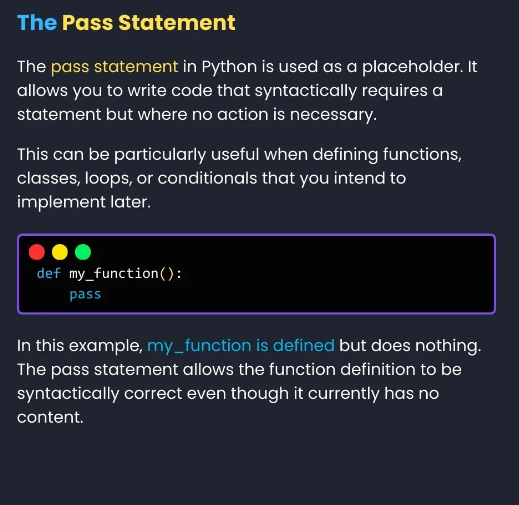 The Pass Statement
The pass statement in Python is used as a placeholder. It
allows you to write code that syntactically requires a
statement but where no action is necessary.
This can be particularly useful when defining functions,
classes, loops, or conditionals that you intend to
implement later.
def my_function():
    pass
In this example, my_function is defined but does nothing.
The pass statement allows the function definition to be
syntactically correct even though it currently has no
content.